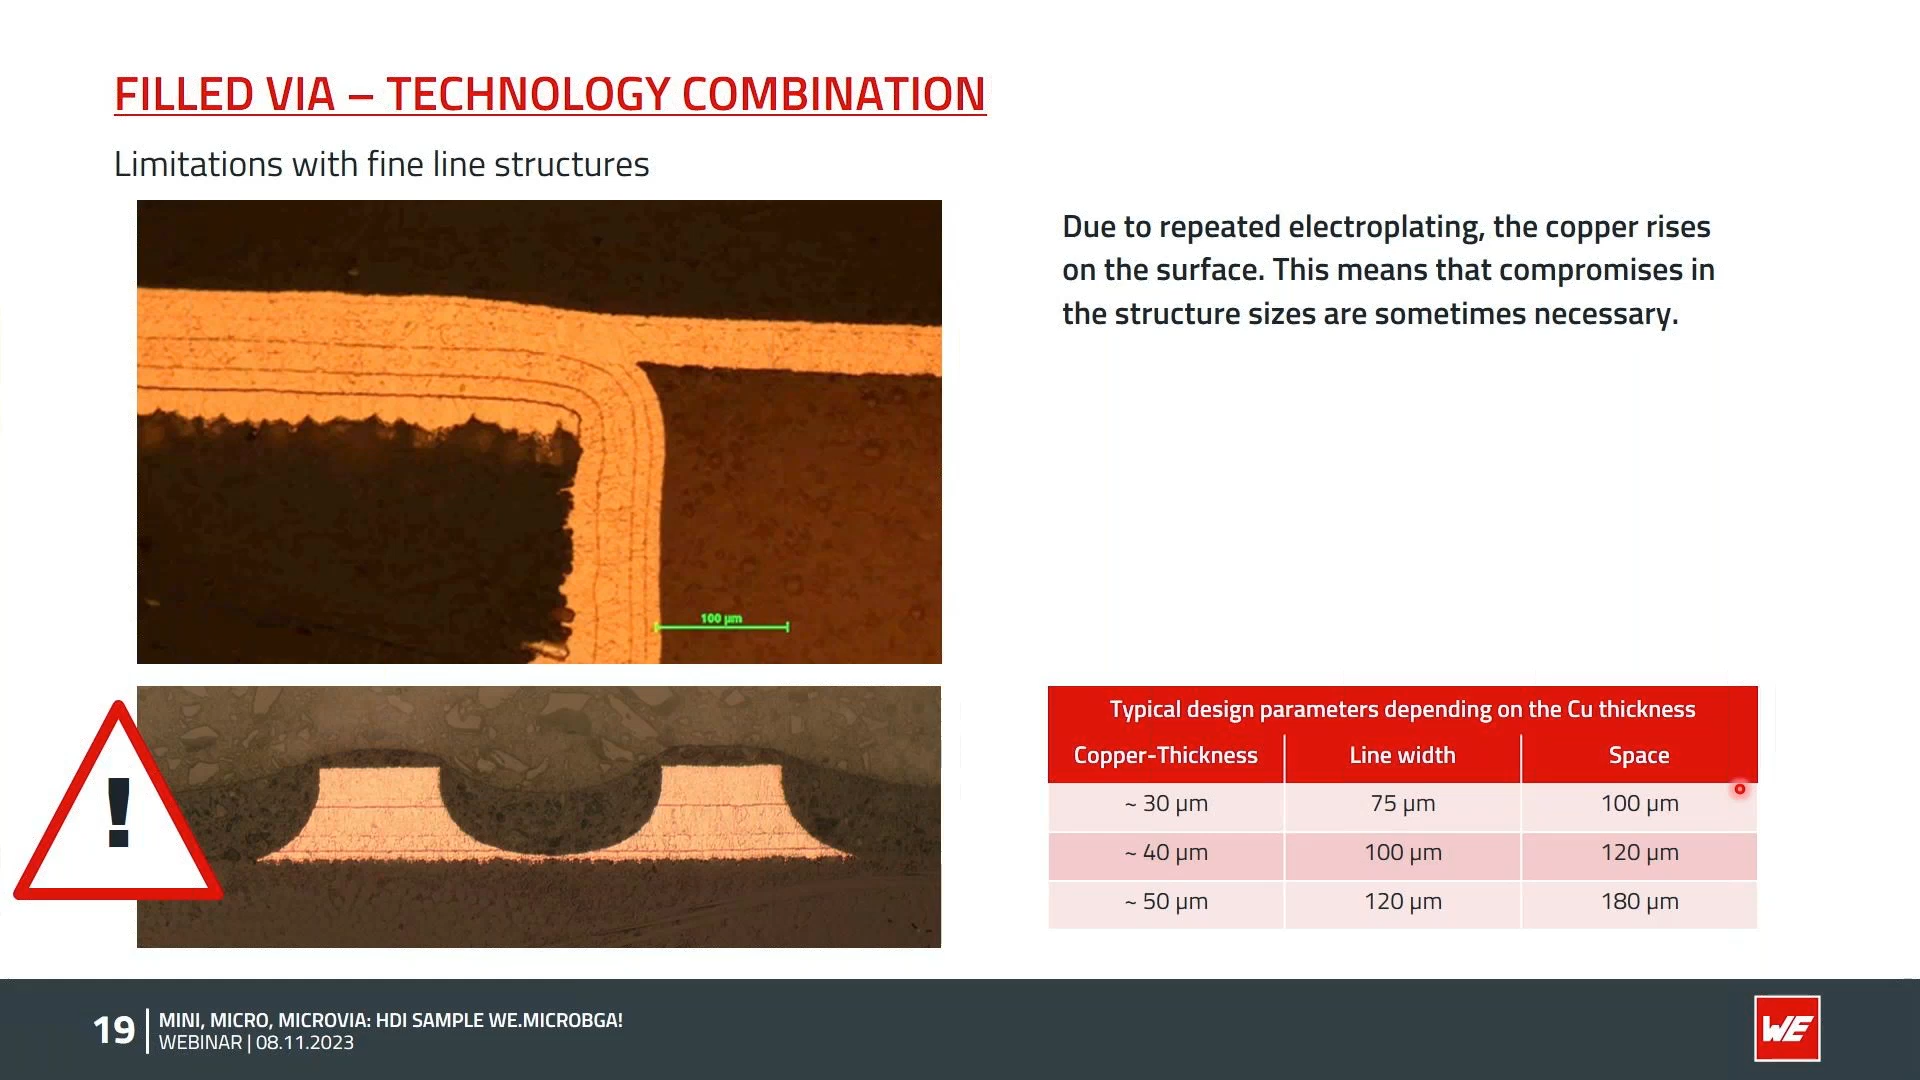 FILLED VIA – TECHNOLOGY COMBINATION
Limitations with fine line structures
Due to repeated electroplating, the copper rises
on the surface. This means that compromises in
the structure sizes are sometimes necessary.
100 µm
!
Typical design parameters depending on the Cu thickness
Copper-Thickness Line width Space
~ 30 µm 75 µm 100 µm
~ 40 µm 100 µm 120 µm
~ 50 µm 120 µm 180 µm
19
MINI, MICRO, MICROVIA: HDI SAMPLE WE.MICROBGA!
WEBINAR | 08.11.2023
WE